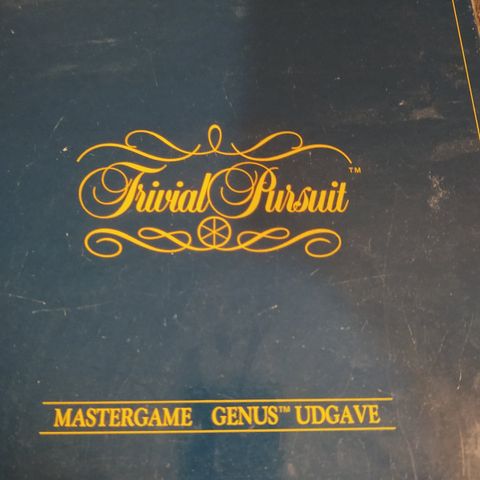 Trivial Pursuit™
MASTERGAME GENUS™ UDGAVE